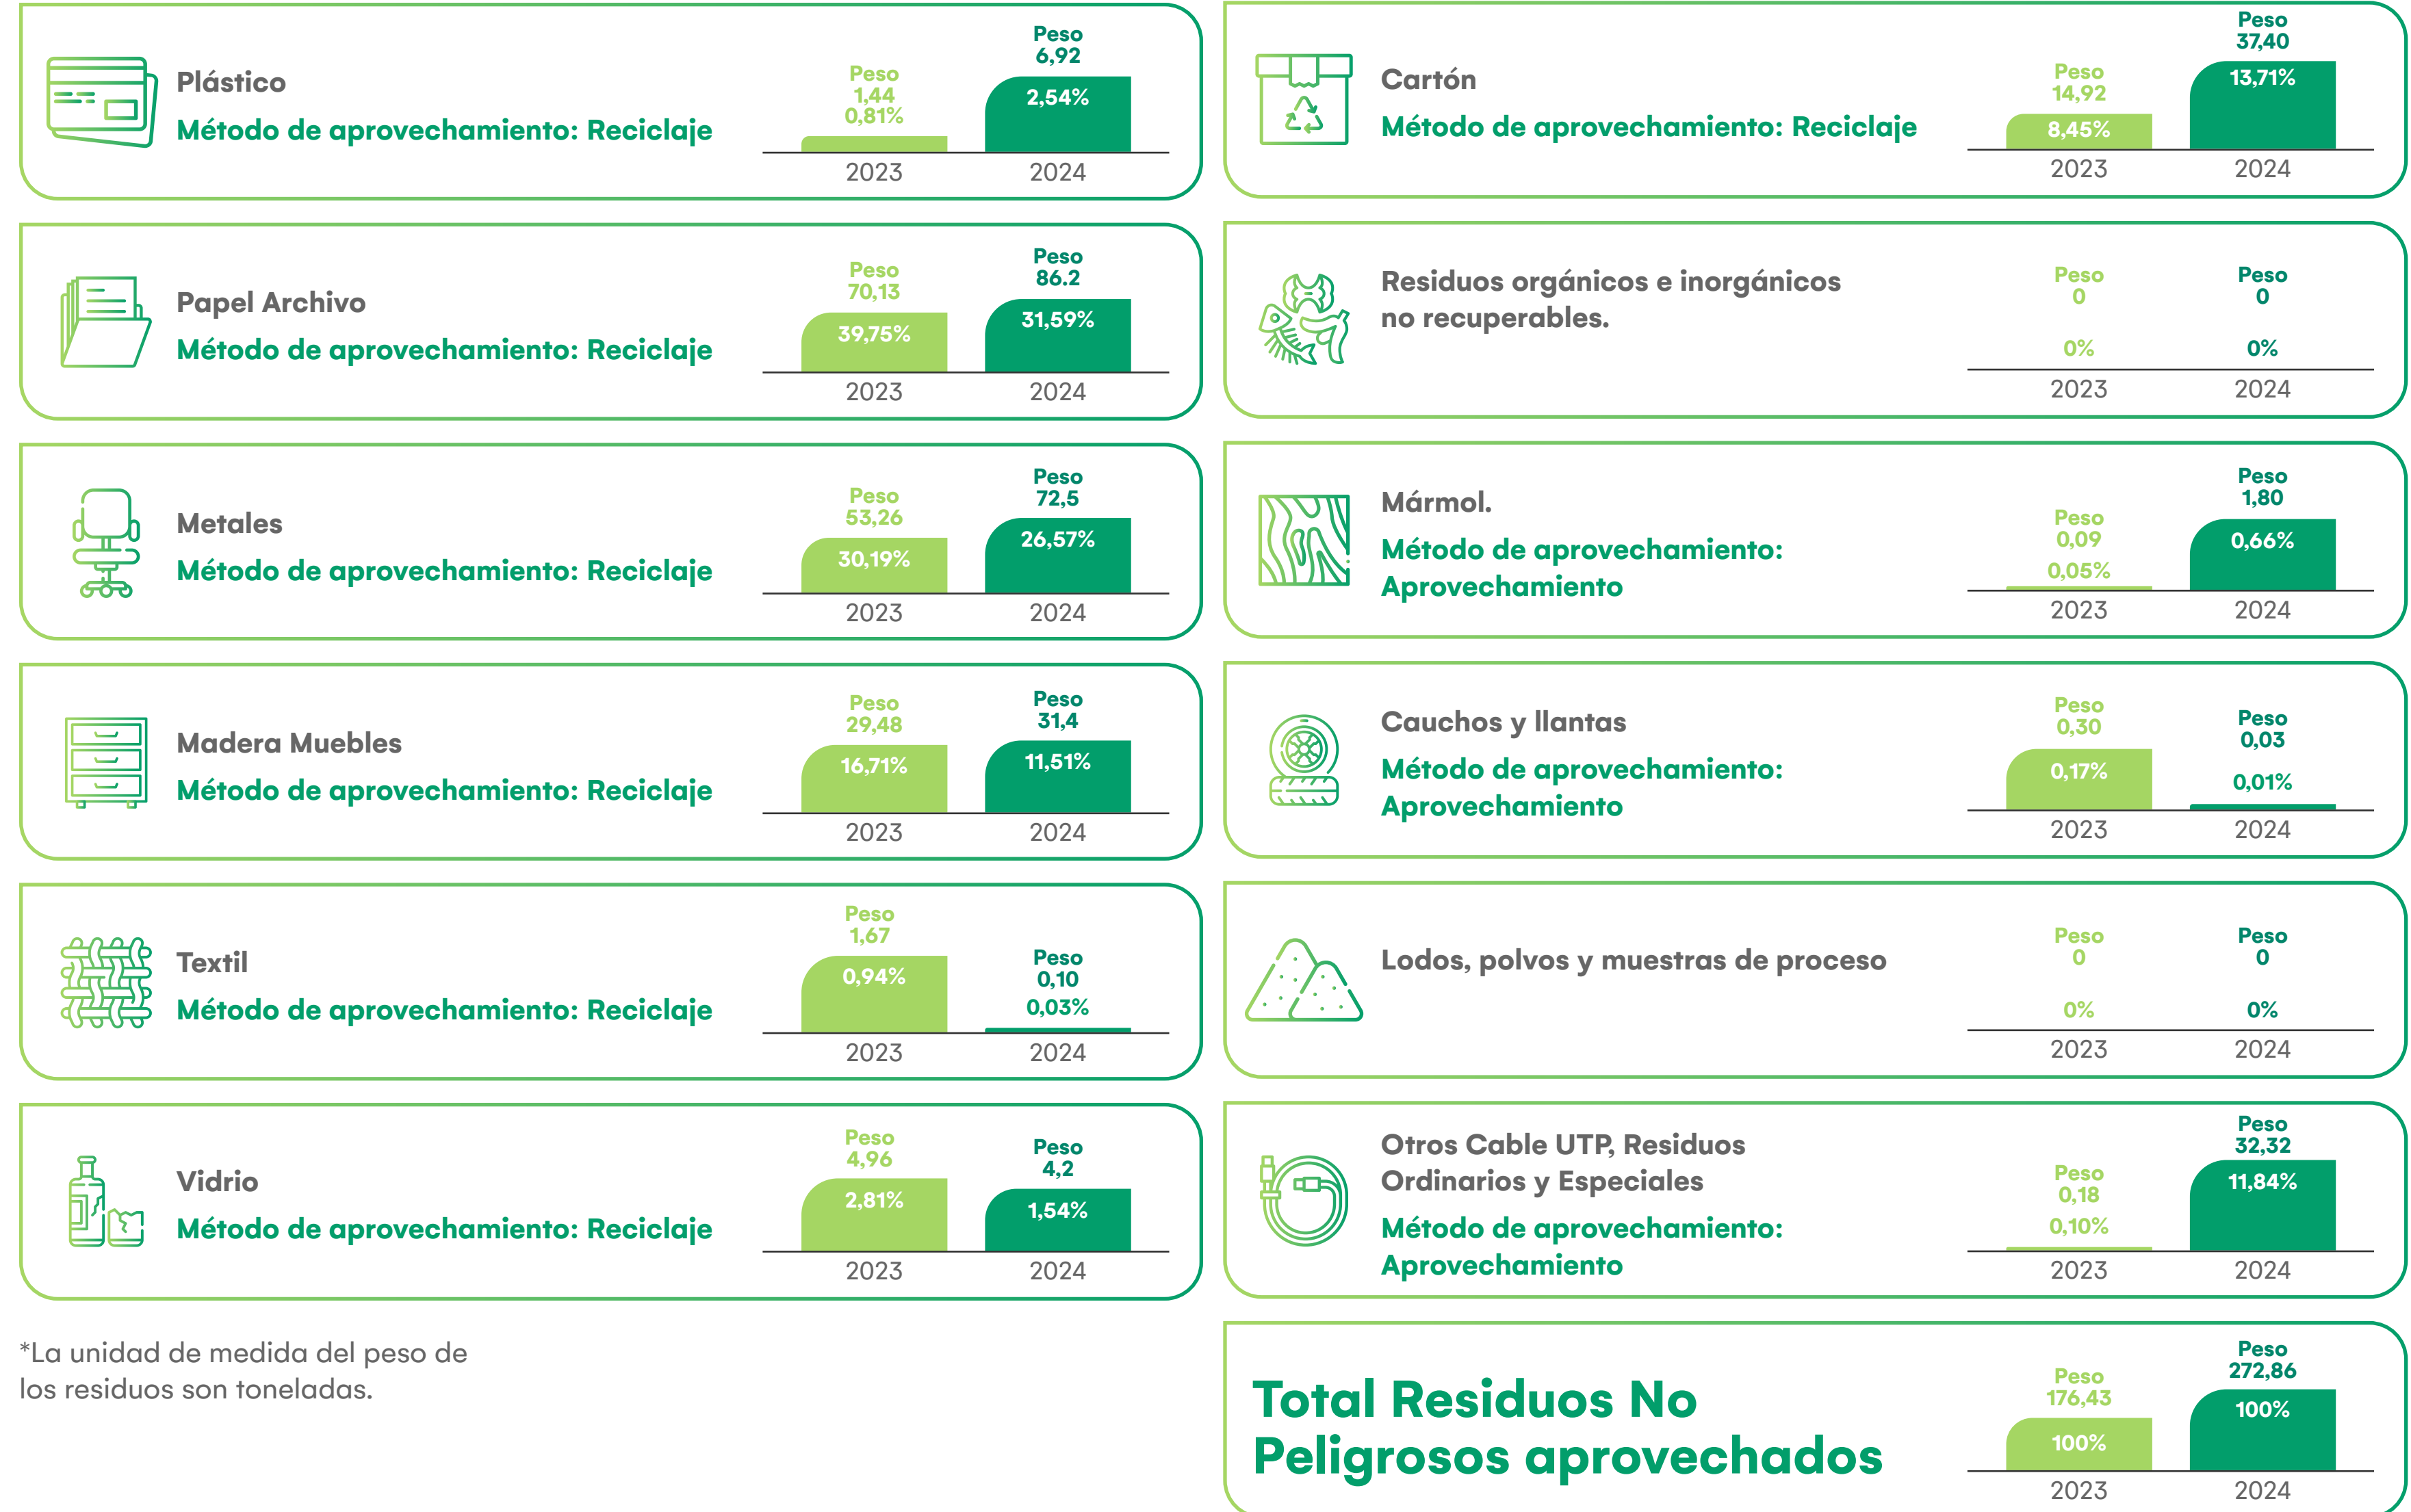 Plástico
Método de aprovechamiento: Reciclaje
Peso
1,44
0,81%
2023
Peso
6,92
2,54%
2024
Papel Archivo
Método de aprovechamiento: Reciclaje
Peso
70,13
39,75%
2023
Peso
86.2
31,59%
2024
Metales
Método de aprovechamiento: Reciclaje
Peso
53,26
30,19%
2023
Peso
72,5
26,57%
2024
Madera Muebles
Método de aprovechamiento: Reciclaje
Peso
29,48
16,71%
2023
Peso
31,4
11,51%
2024
Textil
Método de aprovechamiento: Reciclaje
Peso
1,67
0,94%
2023
Peso
0,10
0,03%
2024
Vidrio
Método de aprovechamiento: Reciclaje
Peso
4,96
2,81%
2023
Peso
4,2
1,54%
2024
*La unidad de medida del peso de
los residuos son toneladas.
Cartón
Método de aprovechamiento: Reciclaje
Peso
14,92
8,45%
2023
Peso
37,40
13,71%
2024
Residuos orgánicos e inorgánicos
no recuperables.
Peso
0
0%
2023
Peso
0
0%
2024
Mármol.
Método de aprovechamiento:
Aprovechamiento
Peso
0,09
0,05%
2023
Peso
1,80
0,66%
2024
Cauchos y llantas
Método de aprovechamiento:
Aprovechamiento
Peso
0,30
0,17%
2023
Peso
0,03
0,01%
2024
Lodos, polvos y muestras de proceso
Peso
0
0%
2023
Peso
0
0%
2024
Otros Cable UTP, Residuos
Ordinarios y Especiales
Método de aprovechamiento:
Aprovechamiento
Peso
0,18
0,10%
2023
Peso
32,32
11,84%
2024
Total Residuos No
Peligrosos aprovechados
Peso
176,43
100%
2023
Peso
272,86
100%
2024